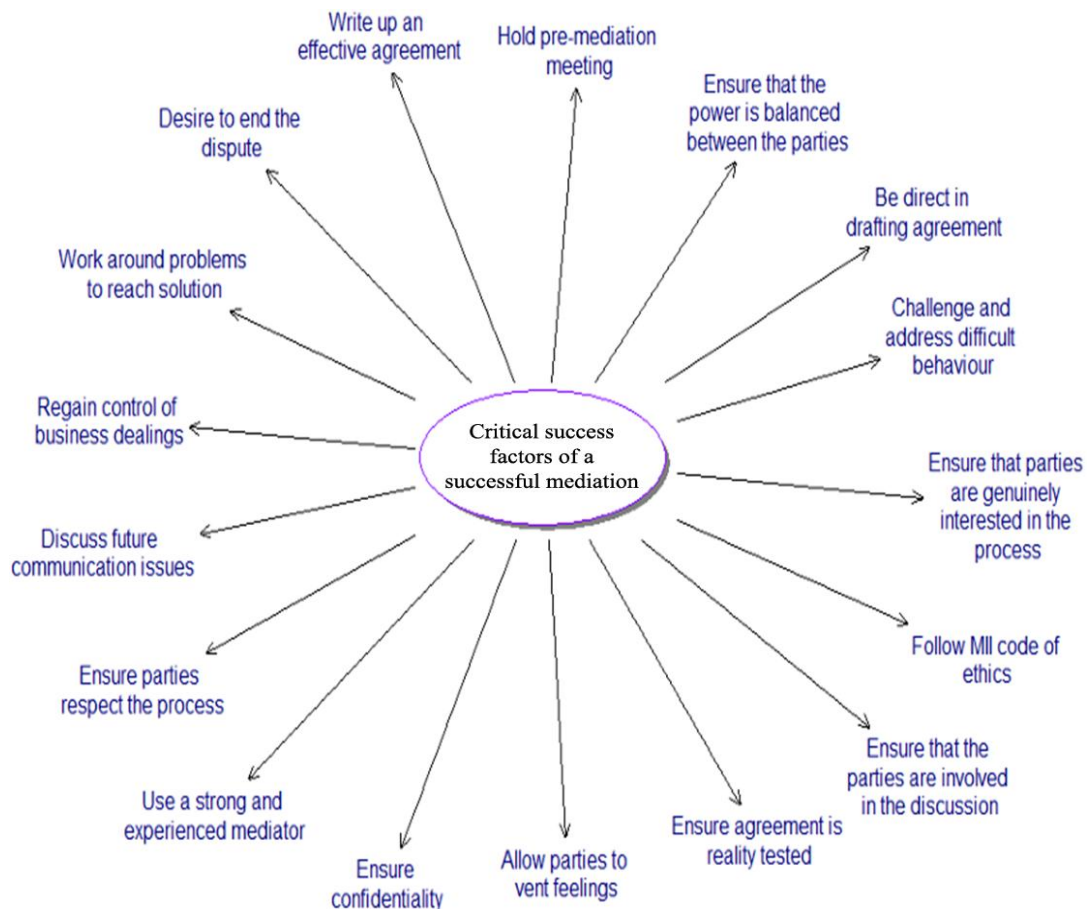 Write up an
effective agreement
Hold pre-mediation
meeting
Ensure that the
power is balanced
between the parties
Desire to end the
dispute
Be direct in
drafting agreement
Work around problems
to reach solution
Challenge and
address difficult
behaviour
Regain control of
business dealings
Critical success
factors of a
successful mediation
Ensure that parties
are genuinely
interested in the
process
Discuss future
communication issues
Follow MII code of
ethics
Ensure parties
respect the process
Ensure that the
parties are involved
in the discussion
Use a strong and
experienced mediator
Ensure agreement is
reality tested
Ensure
confidentiality
Allow parties to
vent feelings